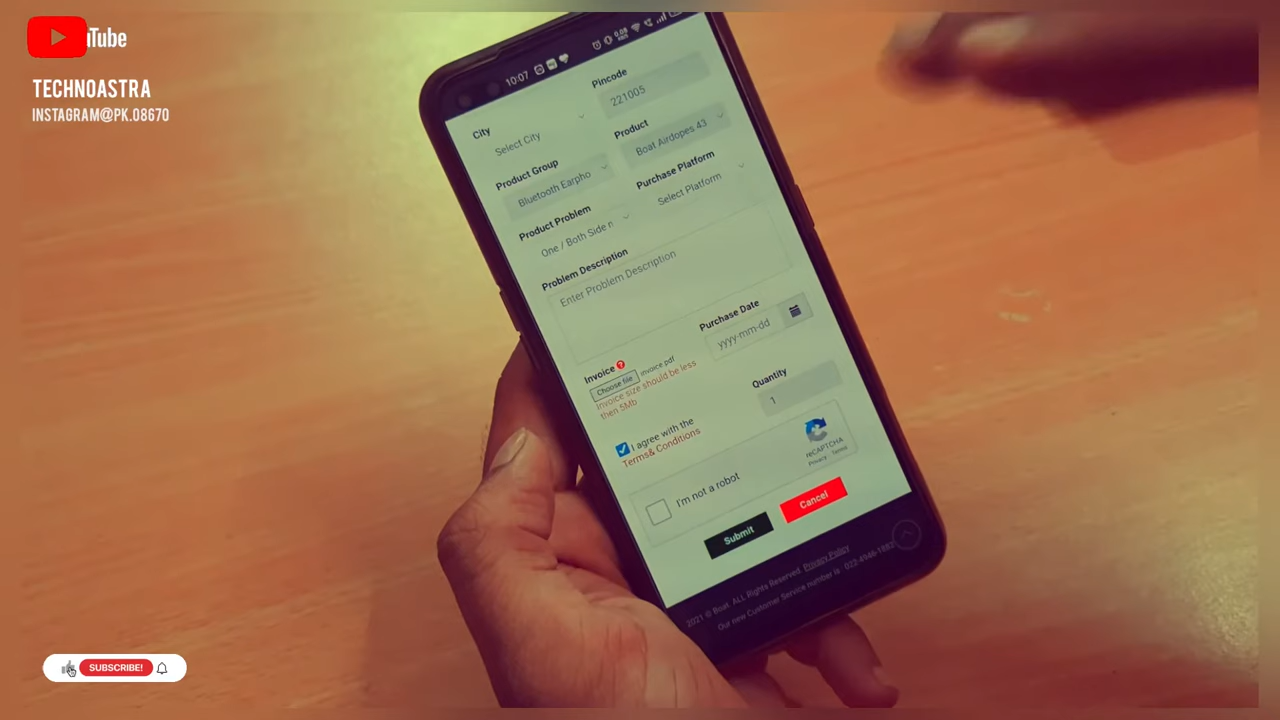 Tube
TECHNOASTRA
INSTAGRAM@PK.08670
10:07
Pincode
221005
City
Select City
Product
Boat Airdopes 43
Product Group
Bluetooth Earpho
Purchase Platform
Select Platform
Product Problem
One / Both Side n
Problem Description
Enter Problem Description
Purchase Date
yyyy-mm-dd
Invoice ?
Choose file invoice.pdf
Invoice size should be less
then 5Mb
Quantity
1
I agree with the
Terms& Conditions
reCAPTCHA
Privacy - Terms
I'm not a robot
Submit
Cancel
2021 © Boat. ALL Rights Reserved. Privacy Policy
Our new Customer Service number is
SUBSCRIBE!